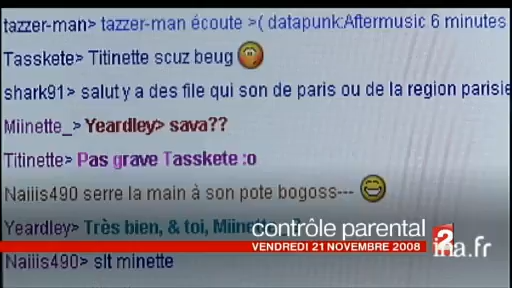 tazzer-man> tazzer-man écoute >( datapunk:Aftermusic 6 minutes
Tasskete> Titinette scuz beug
shark91> salut y a des file qui son de paris ou de la region parisie
Miinette_> Yeardley> sava??
Titinette> Pas grave Tasskete :o
Naiiis490 serre la main à son pote bogoss---
Yeardley> Très bien, & toi, Miinette_ ?
contrôle parental
VENDREDI 21 NOVEMBRE 2008
2
ina.fr
Naiiis490> slt minette